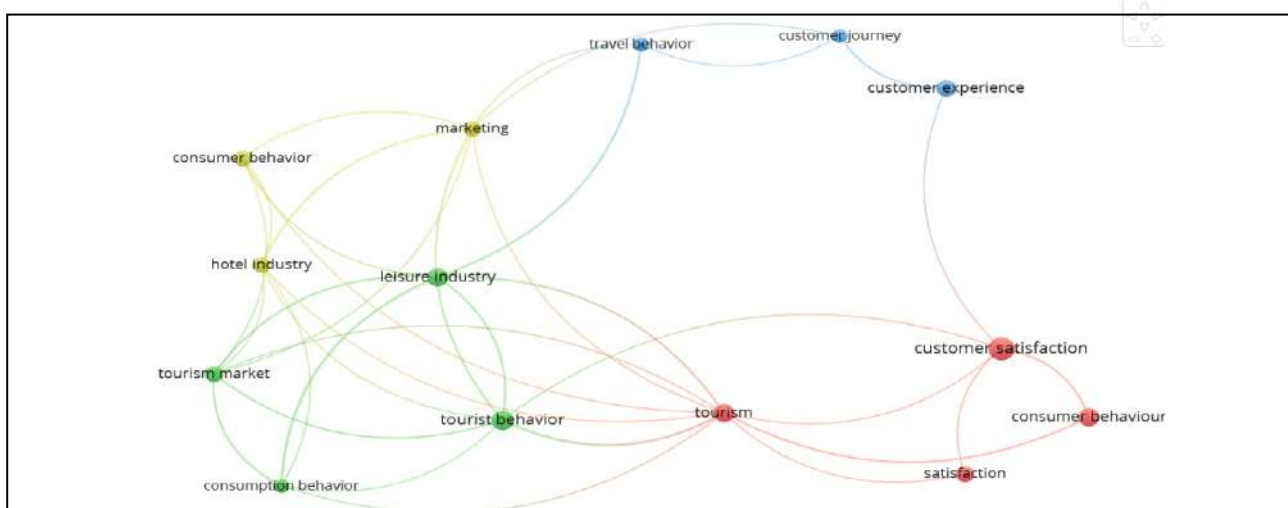 customer journey
travel behavior
customer experience
marketing
consumer behavior
hotel industry
leisure industry
customer satisfaction
tourism market
tourism
consumer behaviour
tourist behavior
satisfaction
consumption behavior